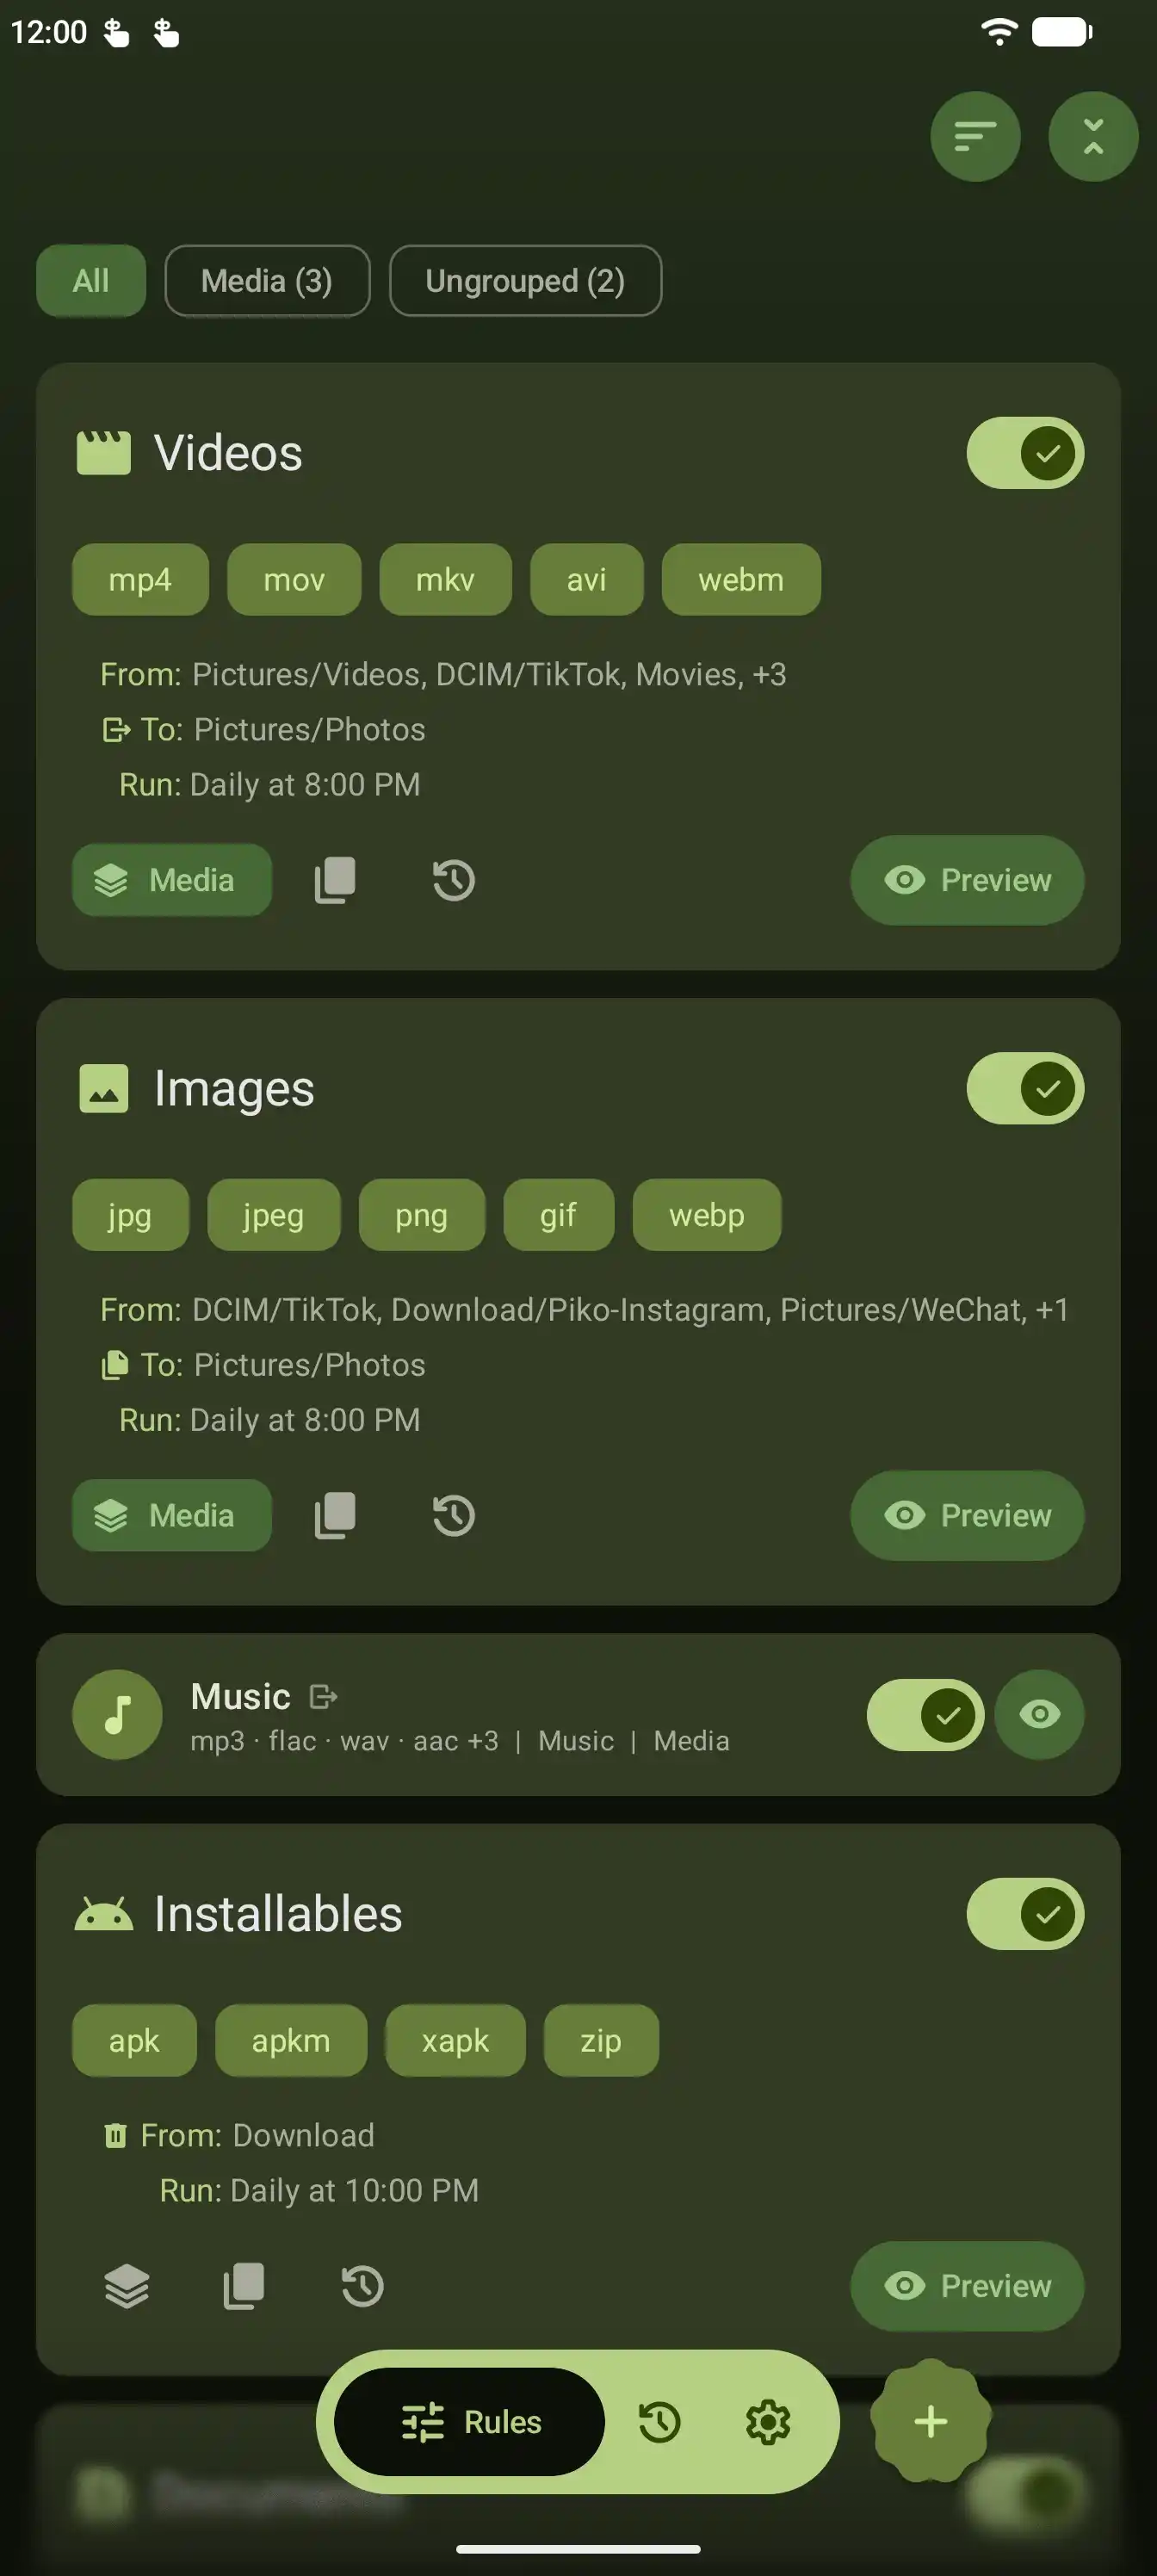 12:00
All Media (3) Ungrouped (2)
Videos
mp4 mov mkv avi webm
From: Pictures/Videos, DCIM/TikTok, Movies, +3
To: Pictures/Photos
Run: Daily at 8:00 PM
Media Preview
Images
jpg jpeg png gif webp
From: DCIM/TikTok, Download/Piko-Instagram, Pictures/WeChat, +1
To: Pictures/Photos
Run: Daily at 8:00 PM
Media Preview
Music
mp3 · flac · wav · aac +3 | Music | Media
Installables
apk apkm xapk zip
From: Download
Run: Daily at 10:00 PM
Preview
Rules